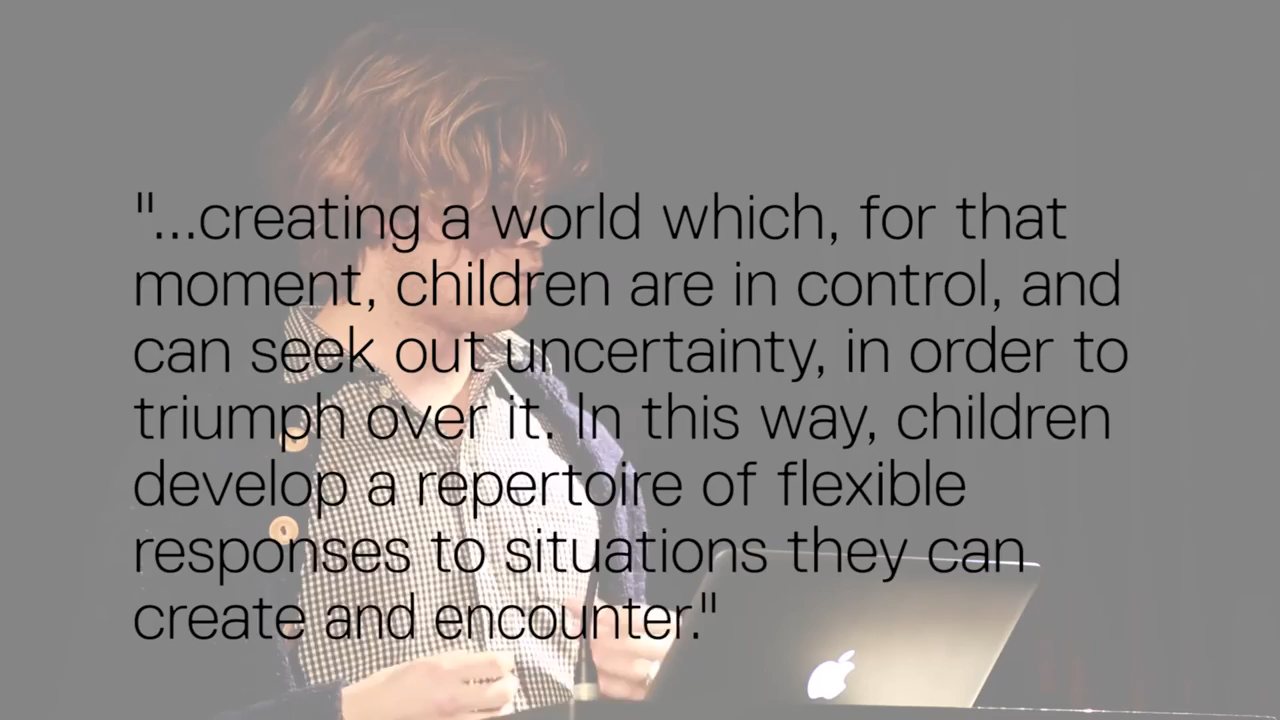 "...creating a world which, for that
moment, children are in control, and
can seek out uncertainty, in order to
triumph over it. In this way, children
develop a repertoire of flexible
responses to situations they can
create and encounter."